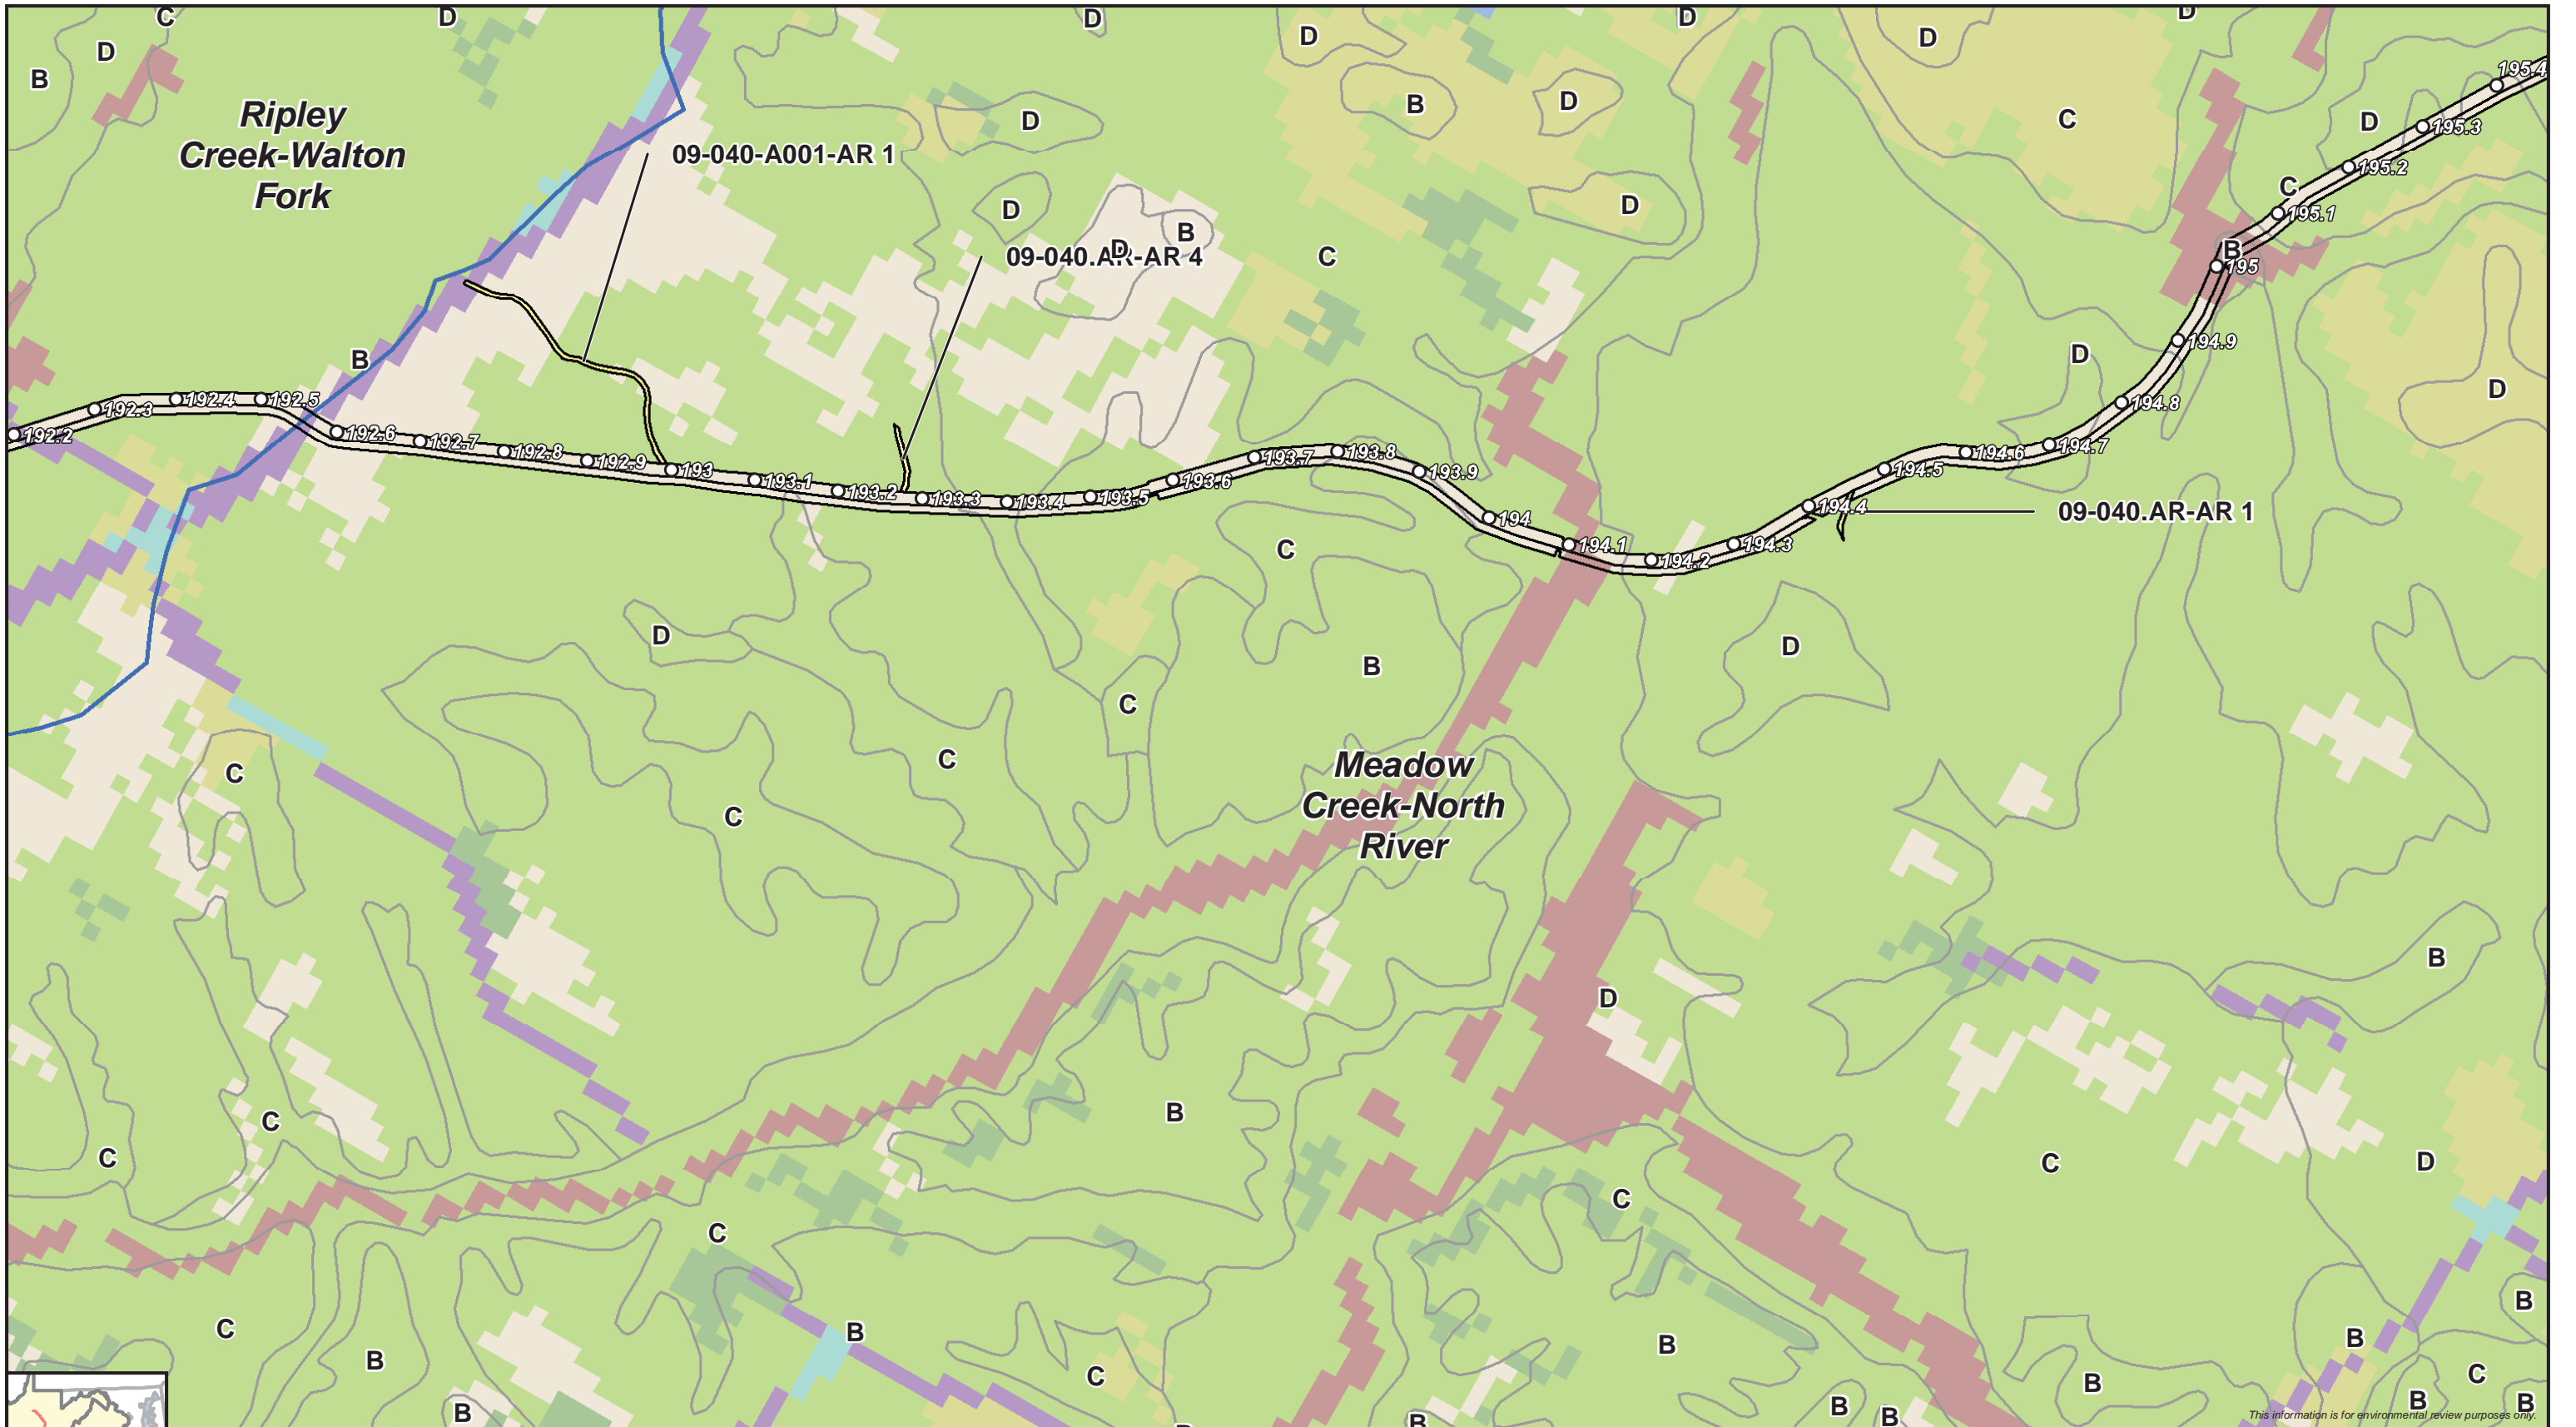 C
D
D
D
D
D
D
D
D
B
B
D
C
D
195.4
195.3
Ripley
Creek-Walton
Fork
09-040-A001-AR 1
195.2
C
195.1
D
D
B
D
09-040.AR-AR 4
C
B
195
B
D
194.9
D
192.2
192.3
192.4
192.5
192.6
192.7
192.8
192.9
193
193.1
193.2
193.3
193.4
193.5
193.6
193.7
193.8
193.9
194
194.1
194.2
194.3
194.4
194.5
194.6
194.7
194.8
09-040.AR-AR 1
C
D
D
B
C
C
C
C
Meadow
Creek-North
River
B
D
B
C
C
C
D
C
C
C
B
B
B
B
C
C
B
B
B
B
B
B
B
B
B
This information is for environmental review purposes only.